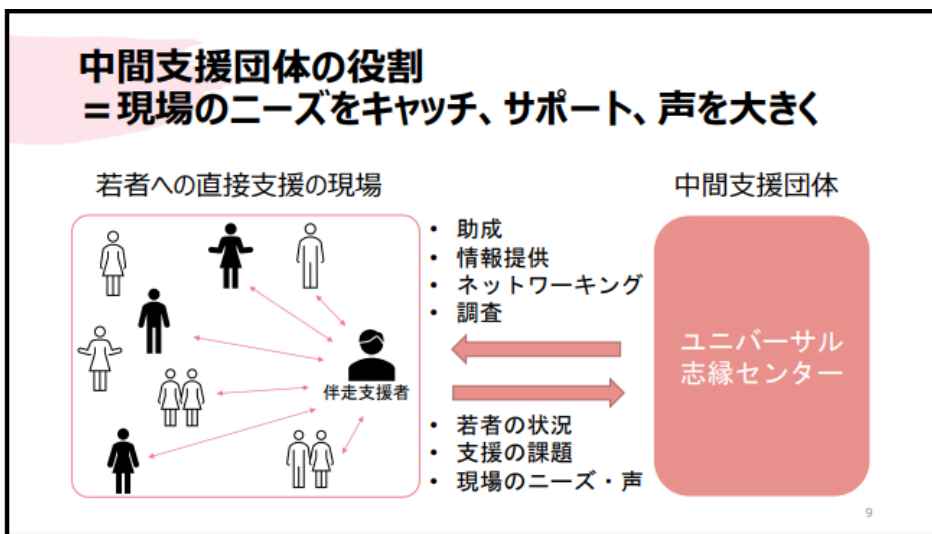 中間支援団体の役割
＝現場のニーズをキャッチ、サポート、声を大きく
若者への直接支援の現場
中間支援団体
• 助成
• 情報提供
• ネットワーキング
• 調査
伴走支援者
ユニバーサル
志縁センター
• 若者の状況
• 支援の課題
• 現場のニーズ・声
9